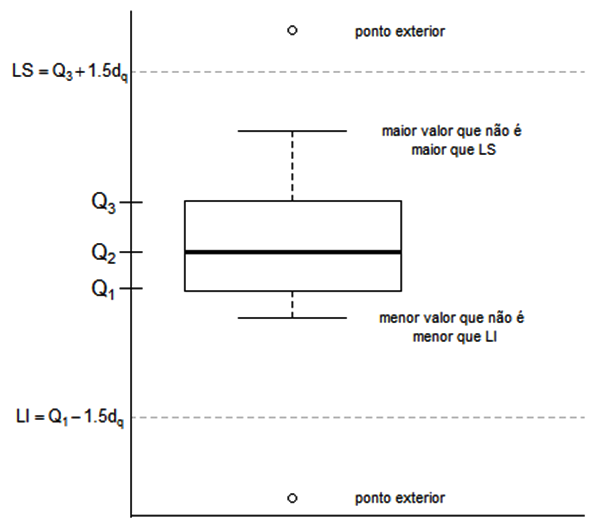 ponto exterior
LS = Q3 + 1.5dq
maior valor que não é
maior que LS
Q3
Q2
Q1
menor valor que não é
menor que LI
LI = Q1 − 1.5dq
ponto exterior